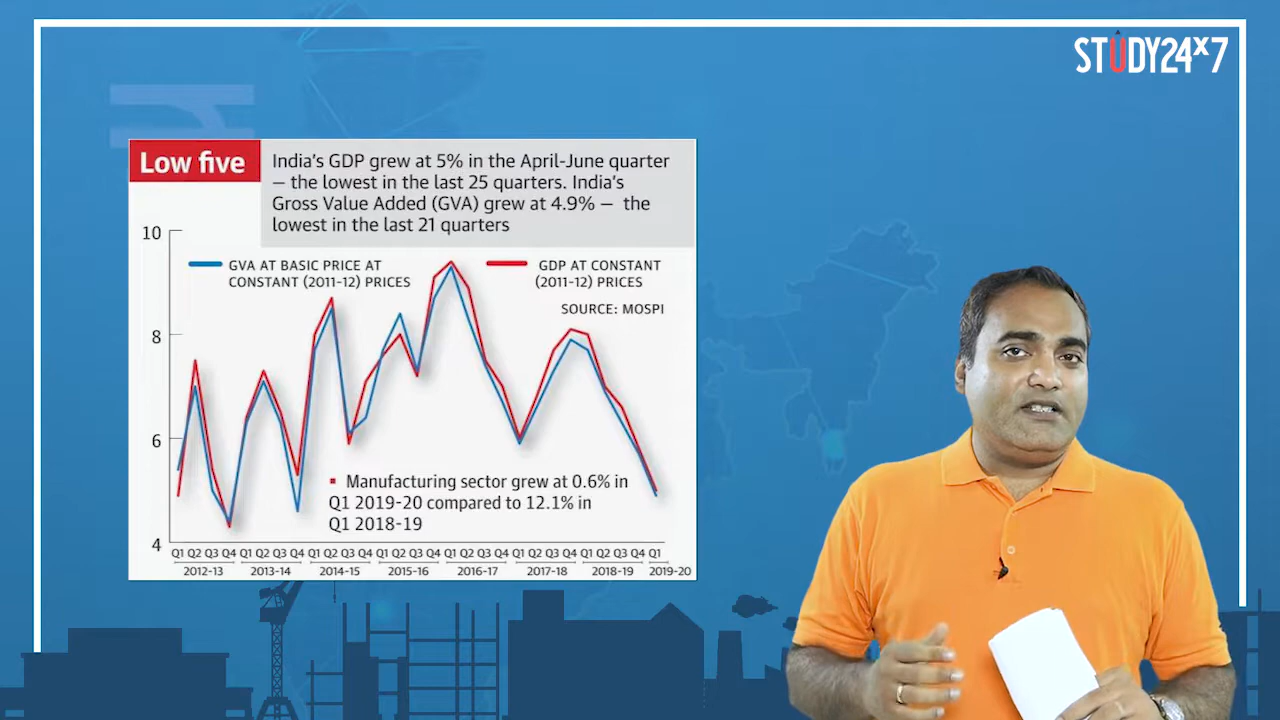 STUDY24x7
Low five
India's GDP grew at 5% in the April-June quarter
– the lowest in the last 25 quarters. India's
Gross Value Added (GVA) grew at 4.9% – the
lowest in the last 21 quarters
10
GVA AT BASIC PRICE AT
CONSTANT (2011-12) PRICES
GDP AT CONSTANT
(2011-12) PRICES
SOURCE: MOSPI
8
6
▪ Manufacturing sector grew at 0.6% in
Q1 2019-20 compared to 12.1% in
Q1 2018-19
4
Q1 Q2 Q3 Q4 Q1 Q2 Q3 Q4 Q1 Q2 Q3 Q4 Q1 Q2 Q3 Q4 Q1 Q2 Q3 Q4 Q1 Q2 Q3 Q4 Q1 Q2 Q3 Q4 Q1
2012-13 2013-14 2014-15 2015-16 2016-17 2017-18 2018-19 2019-20